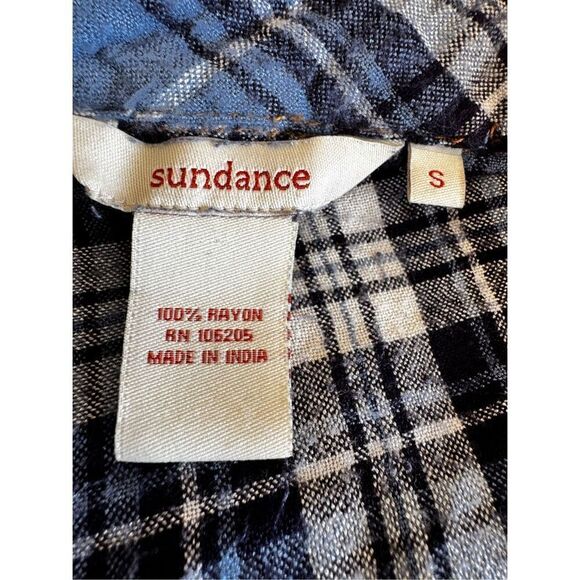 sundance
S
100% RAYON
RN 106205
MADE IN INDIA